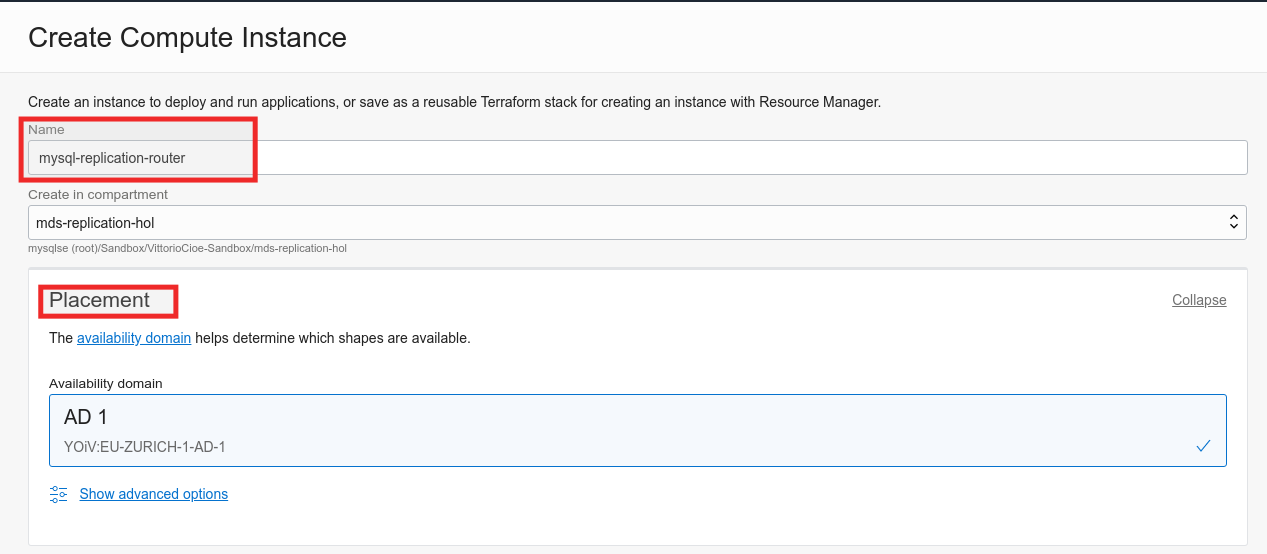 Create Compute Instance
Create an instance to deploy and run applications, or save as a reusable Terraform stack for creating an instance with Resource Manager.
Name
mysql-replication-router
Create in compartment
mds-replication-hol
mysqlse (root)/Sandbox/VittorioCioe-Sandbox/mds-replication-hol
Placement
Collapse
The availability domain helps determine which shapes are available.
Availability domain
AD 1
YOiV:EU-ZURICH-1-AD-1
Show advanced options